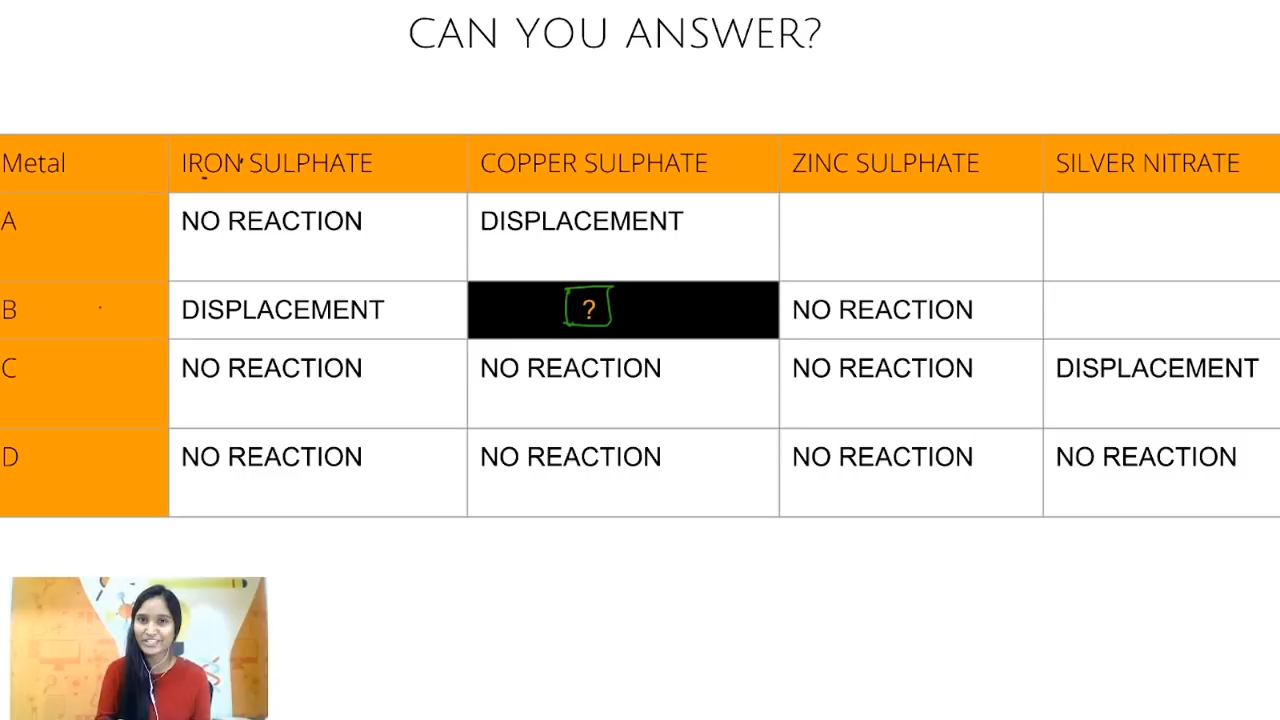 CAN YOU ANSWER?
Metal IRON SULPHATE COPPER SULPHATE ZINC SULPHATE SILVER NITRATE
A NO REACTION DISPLACEMENT
B DISPLACEMENT ? NO REACTION
C NO REACTION NO REACTION NO REACTION DISPLACEMENT
D NO REACTION NO REACTION NO REACTION NO REACTION